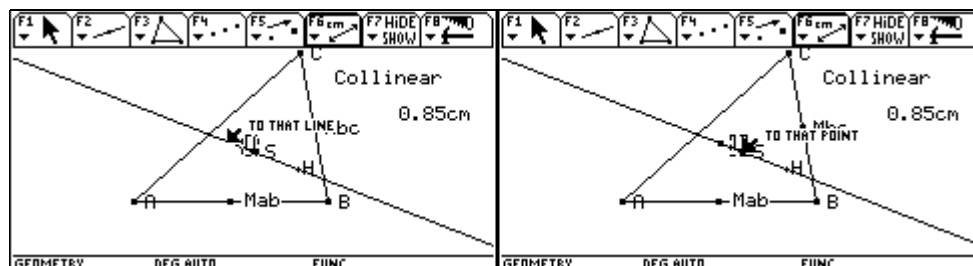 F1 F2 F3 F4 F5 F6 cm F7 HiDE SHOW F8
C
Collinear
0.85cm
TO THAT LINE
bc
S
H
A Mab B
GEOMETRY DEG AUTO FUNC
F1 F2 F3 F4 F5 F6 cm F7 HiDE SHOW F8
C
Collinear
0.85cm
Mbc
TO THAT POINT
S
H
A Mab B
GEOMETRY DEG AUTO FUNC